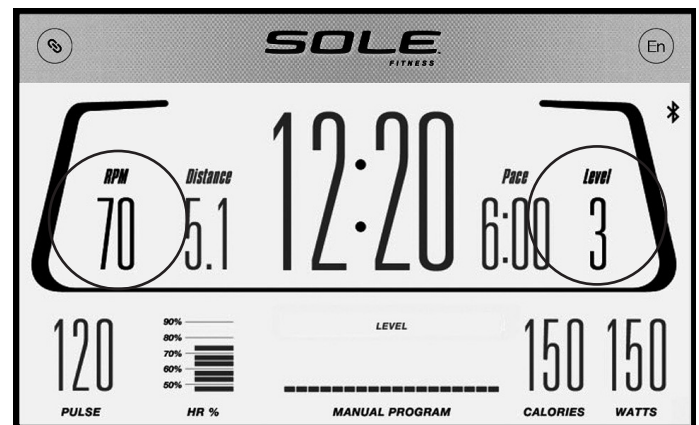 SOLE
FITNESS
En
RPM
Distance
12:20
Pace
Level
70
5.1
6:00
3
120
90%
80%
70%
60%
50%
LEVEL
150
150
PULSE
HR %
MANUAL PROGRAM
CALORIES
WATTS